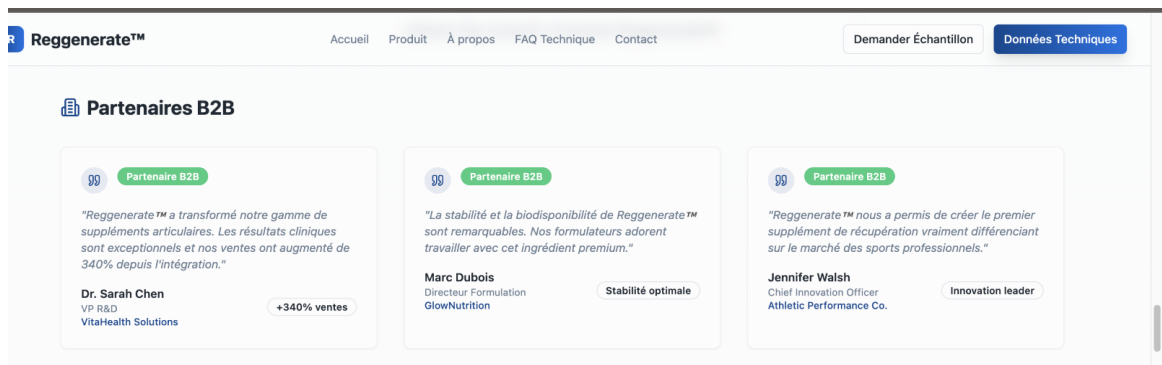 R Reggenerate™ Accueil Produit À propos FAQ Technique Contact Demander Échantillon Données Techniques
Partenaires B2B
Partenaire B2B
"Reggenerate™ a transformé notre gamme de
suppléments articulaires. Les résultats cliniques
sont exceptionnels et nos ventes ont augmenté de
340% depuis l'intégration."
Dr. Sarah Chen
VP R&D
VitaHealth Solutions
+340% ventes
Partenaire B2B
"La stabilité et la biodisponibilité de Reggenerate™
sont remarquables. Nos formulateurs adorent
travailler avec cet ingrédient premium."
Marc Dubois
Directeur Formulation
GlowNutrition
Stabilité optimale
Partenaire B2B
"Reggenerate™ nous a permis de créer le premier
supplément de récupération vraiment différenciant
sur le marché des sports professionnels."
Jennifer Walsh
Chief Innovation Officer
Athletic Performance Co.
Innovation leader